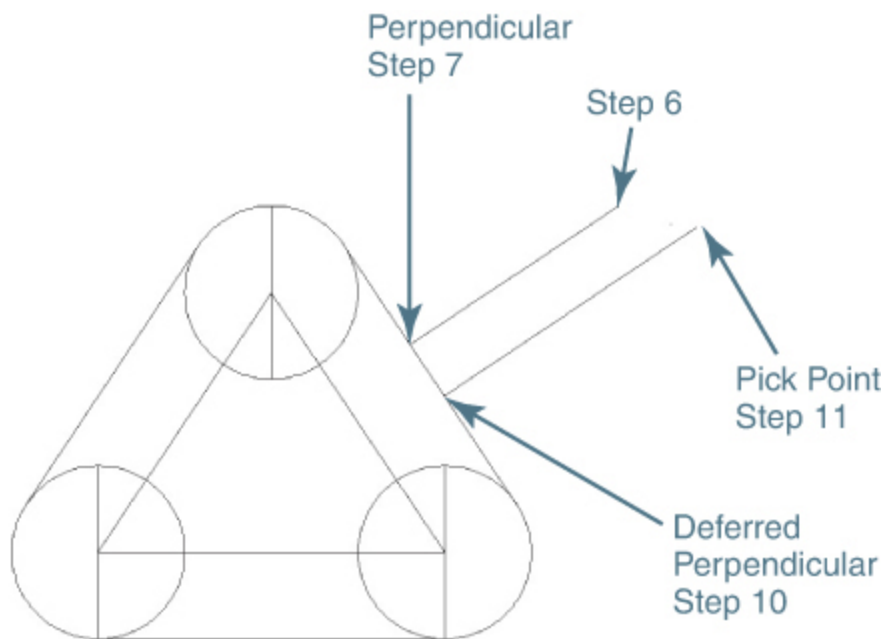 Perpendicular
Step 7
Step 6
Pick Point
Step 11
Deferred
Perpendicular
Step 10